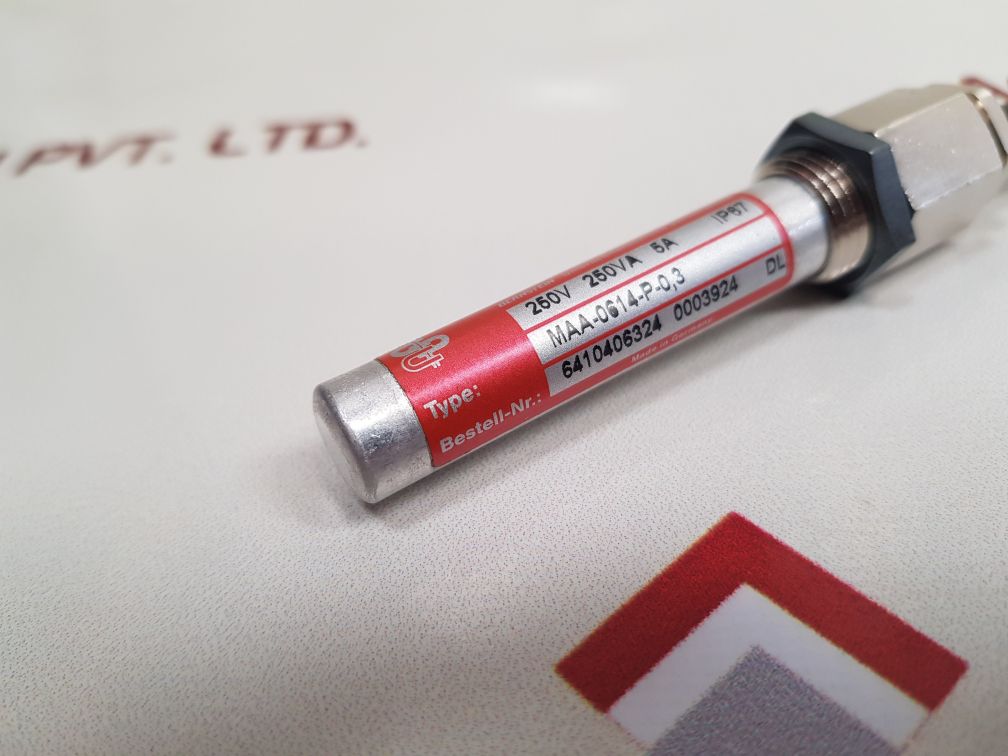 PVT. LTD.
BERNSTEIN
250V 250VA 5A IP67
Type: MAA-0614-P-0,3
Bestell-Nr.: 6410406324 0003924 DL
Made in Germany